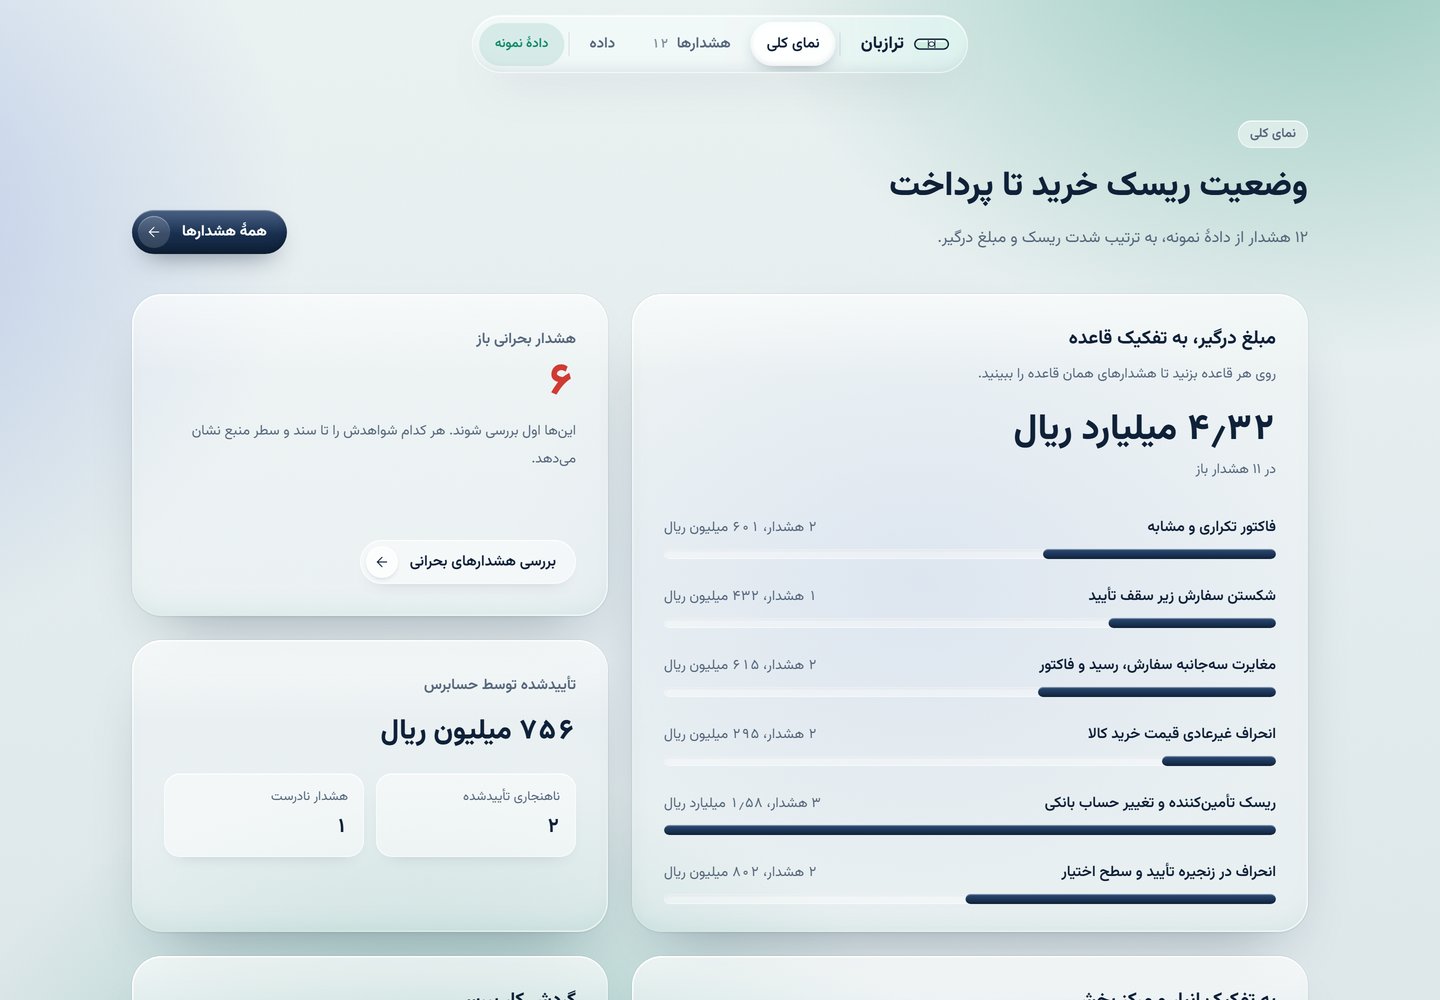 ترازبان
نمای کلی
هشدارها ۱۲
داده
دادهٔ نمونه
نمای کلی
وضعیت ریسک خرید تا پرداخت
۱۲ هشدار از دادهٔ نمونه، به ترتیب شدت ریسک و مبلغ درگیر.
همهٔ هشدارها
مبلغ درگیر، به تفکیک قاعده
روی هر قاعده بزنید تا هشدارهای همان قاعده را ببینید.
۴٫۳۲ میلیارد ریال
در ۱۱ هشدار باز
فاکتور تکراری و مشابه
۲ هشدار، ۶۰۱ میلیون ریال
شکستن سفارش زیر سقف تأیید
۱ هشدار، ۴۳۲ میلیون ریال
مغایرت سه‌جانبه سفارش، رسید و فاکتور
۲ هشدار، ۶۱۵ میلیون ریال
انحراف غیرعادی قیمت خرید کالا
۲ هشدار، ۲۹۵ میلیون ریال
ریسک تأمین‌کننده و تغییر حساب بانکی
۳ هشدار، ۱٫۵۸ میلیارد ریال
انحراف در زنجیره تأیید و سطح اختیار
۲ هشدار، ۸۰۲ میلیون ریال
هشدار بحرانی باز
۶
این‌ها اول بررسی شوند. هر کدام شواهدش را تا سند و سطر منبع نشان
می‌دهد.
بررسی هشدارهای بحرانی
تأییدشده توسط حسابرس
۷۵۶ میلیون ریال
ناهنجاری تأییدشده
۲
هشدار نادرست
۱